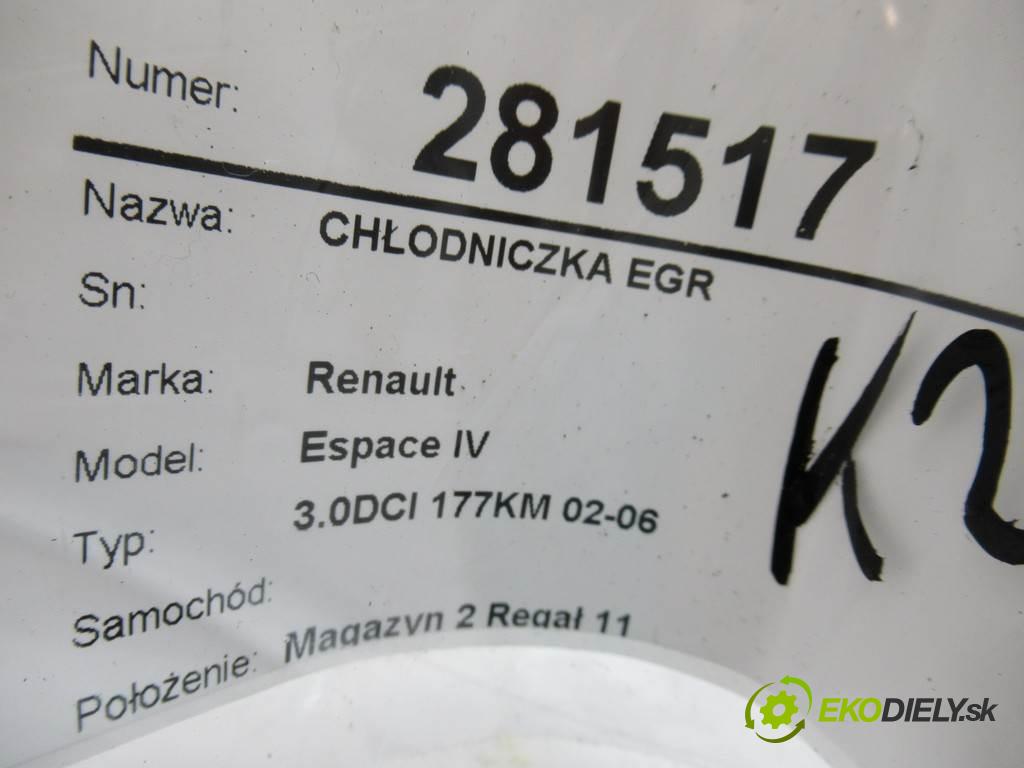 Numer: 281517
Nazwa: CHŁODNICZKA EGR
Sn:
Marka: Renault
Model: Espace IV
Typ: 3.0DCI 177KM 02-06
Samochód:
Położenie: Magazyn 2 Regał 11
K2
EKODIELY.sk